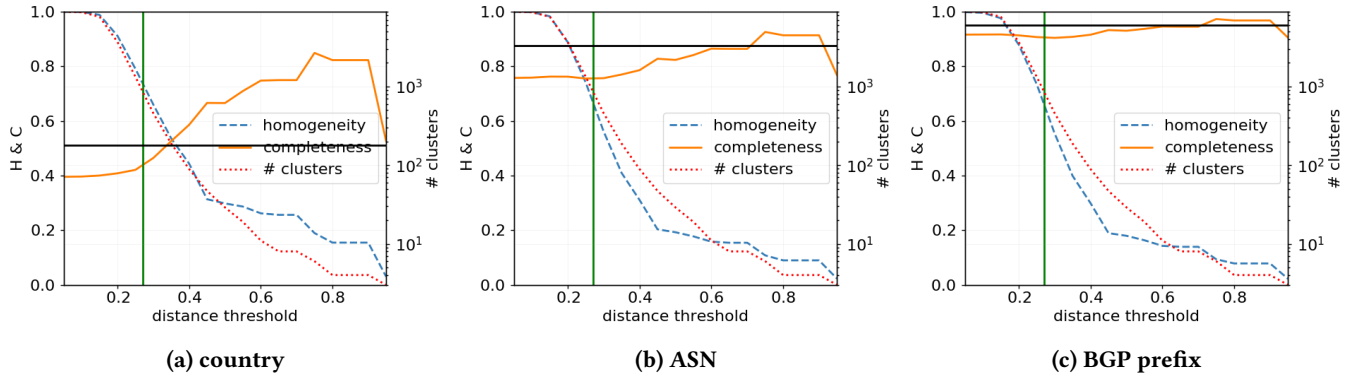 1.0
0.8
0.6
0.4
0.2
0.0
H & C
0.2 0.4 0.6 0.8
distance threshold
10³
10²
10¹
# clusters
homogeneity
completeness
# clusters
(a) country
1.0
0.8
0.6
0.4
0.2
0.0
H & C
0.2 0.4 0.6 0.8
distance threshold
10³
10²
10¹
# clusters
homogeneity
completeness
# clusters
(b) ASN
1.0
0.8
0.6
0.4
0.2
0.0
H & C
0.2 0.4 0.6 0.8
distance threshold
10³
10²
10¹
# clusters
homogeneity
completeness
# clusters
(c) BGP prefix